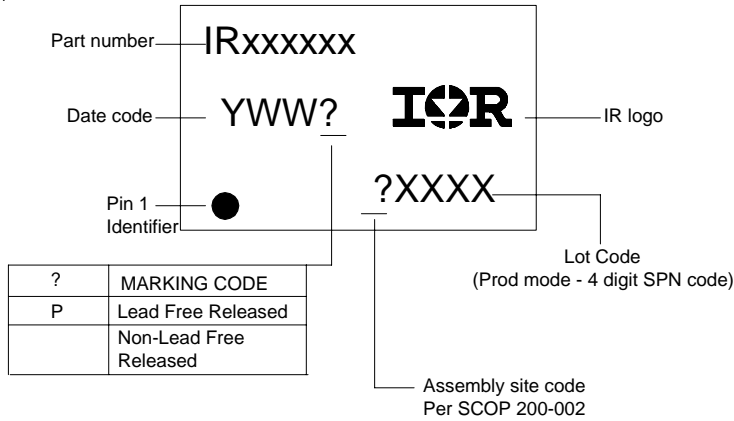 Part number
IRxxxxxx
Date code
YWW?
IOR
IR logo
?XXXX
Pin 1
Identifier
Lot Code
(Prod mode - 4 digit SPN code)
? MARKING CODE
P Lead Free Released
Non-Lead Free
Released
Assembly site code
Per SCOP 200-002